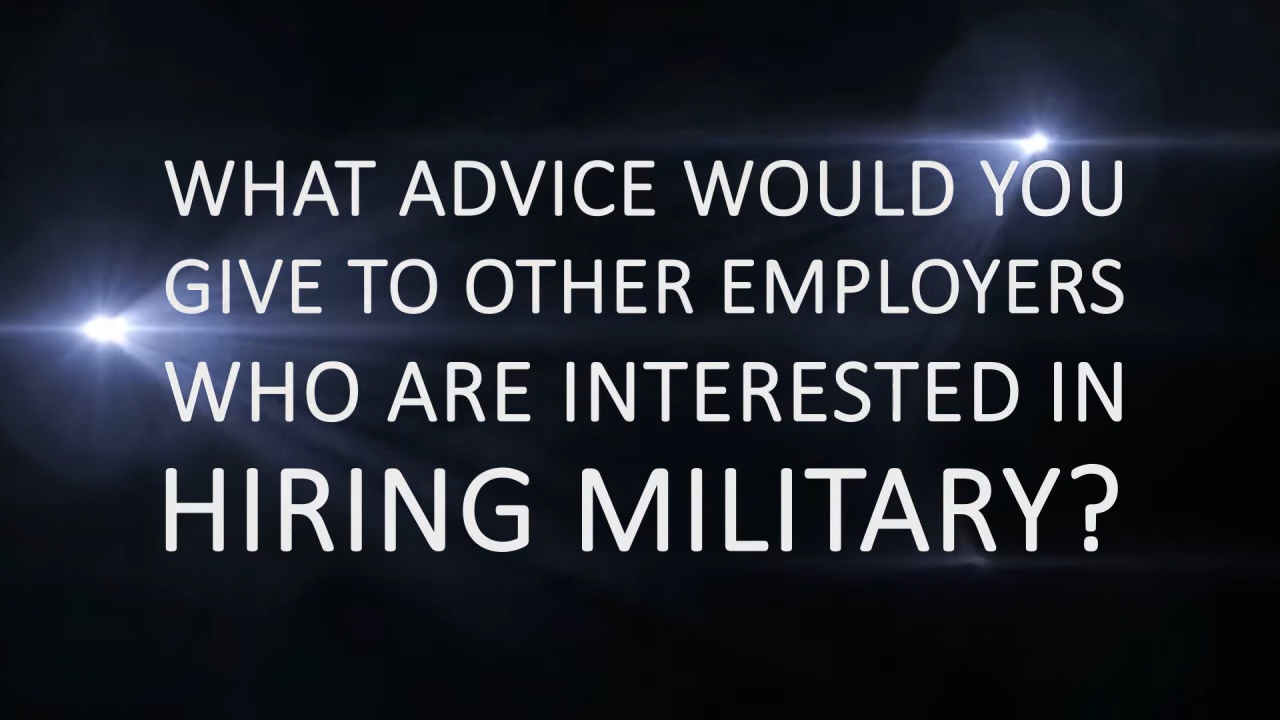 WHAT ADVICE WOULD YOU
GIVE TO OTHER EMPLOYERS
WHO ARE INTERESTED IN
HIRING MILITARY?